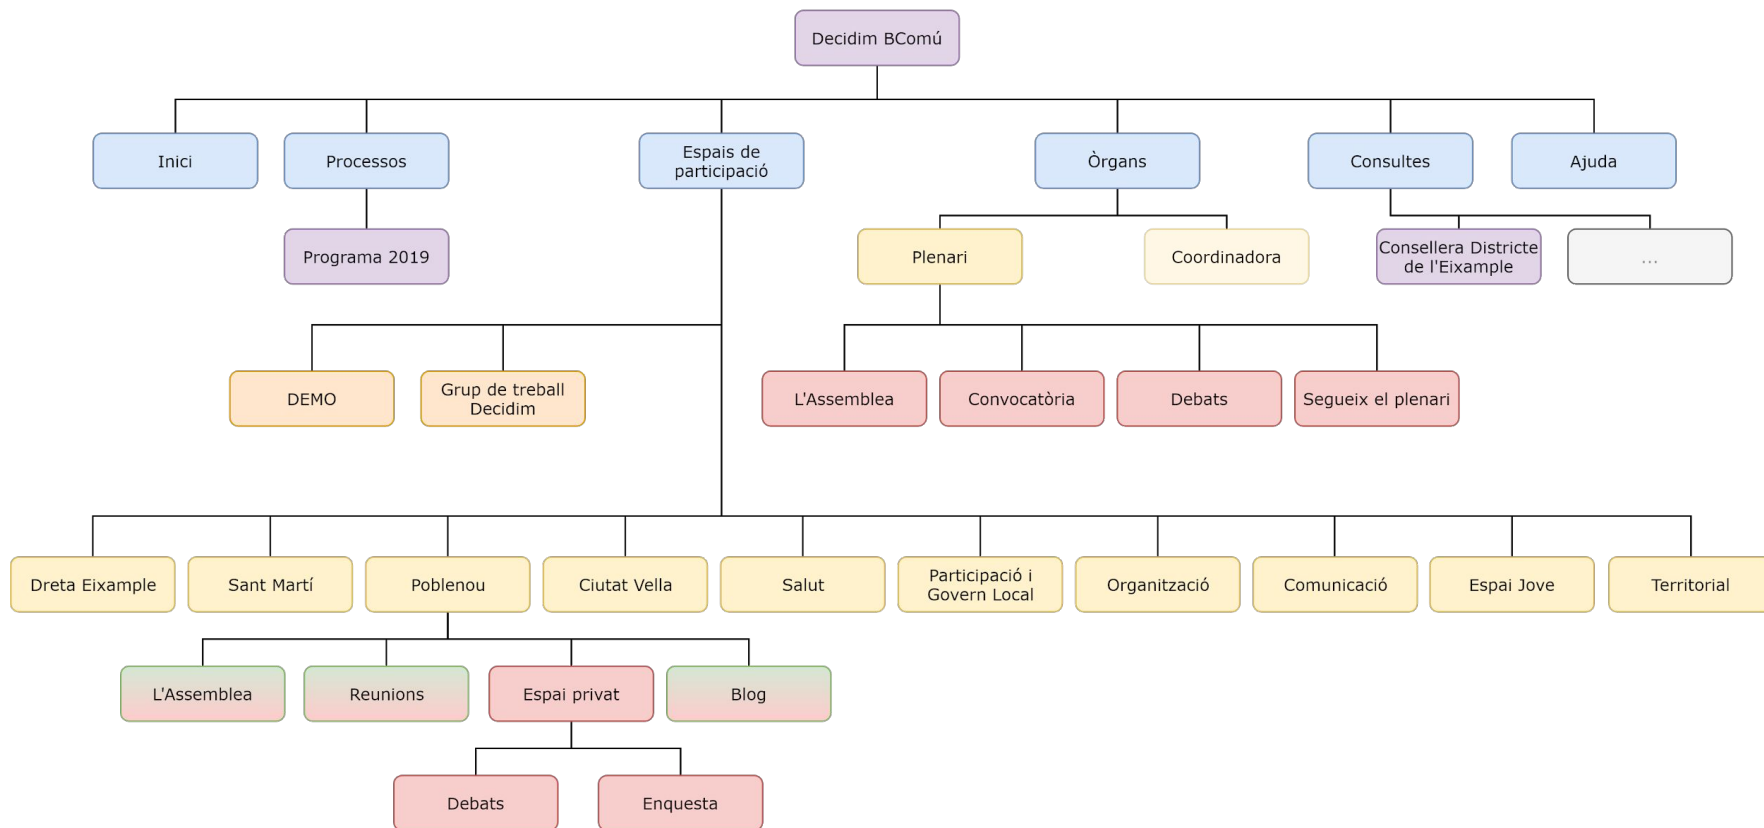 Decidim BComú
Inici
Processos
Espais de
participació
Òrgans
Consultes
Ajuda
Programa 2019
Plenari
Coordinadora
Consellera Districte
de l'Eixample
...
DEMO
Grup de treball
Decidim
L'Assemblea
Convocatòria
Debats
Segueix el plenari
Dreta Eixample
Sant Martí
Poblenou
Ciutat Vella
Salut
Participació i
Govern Local
Organització
Comunicació
Espai Jove
Territorial
L'Assemblea
Reunions
Espai privat
Blog
Debats
Enquesta